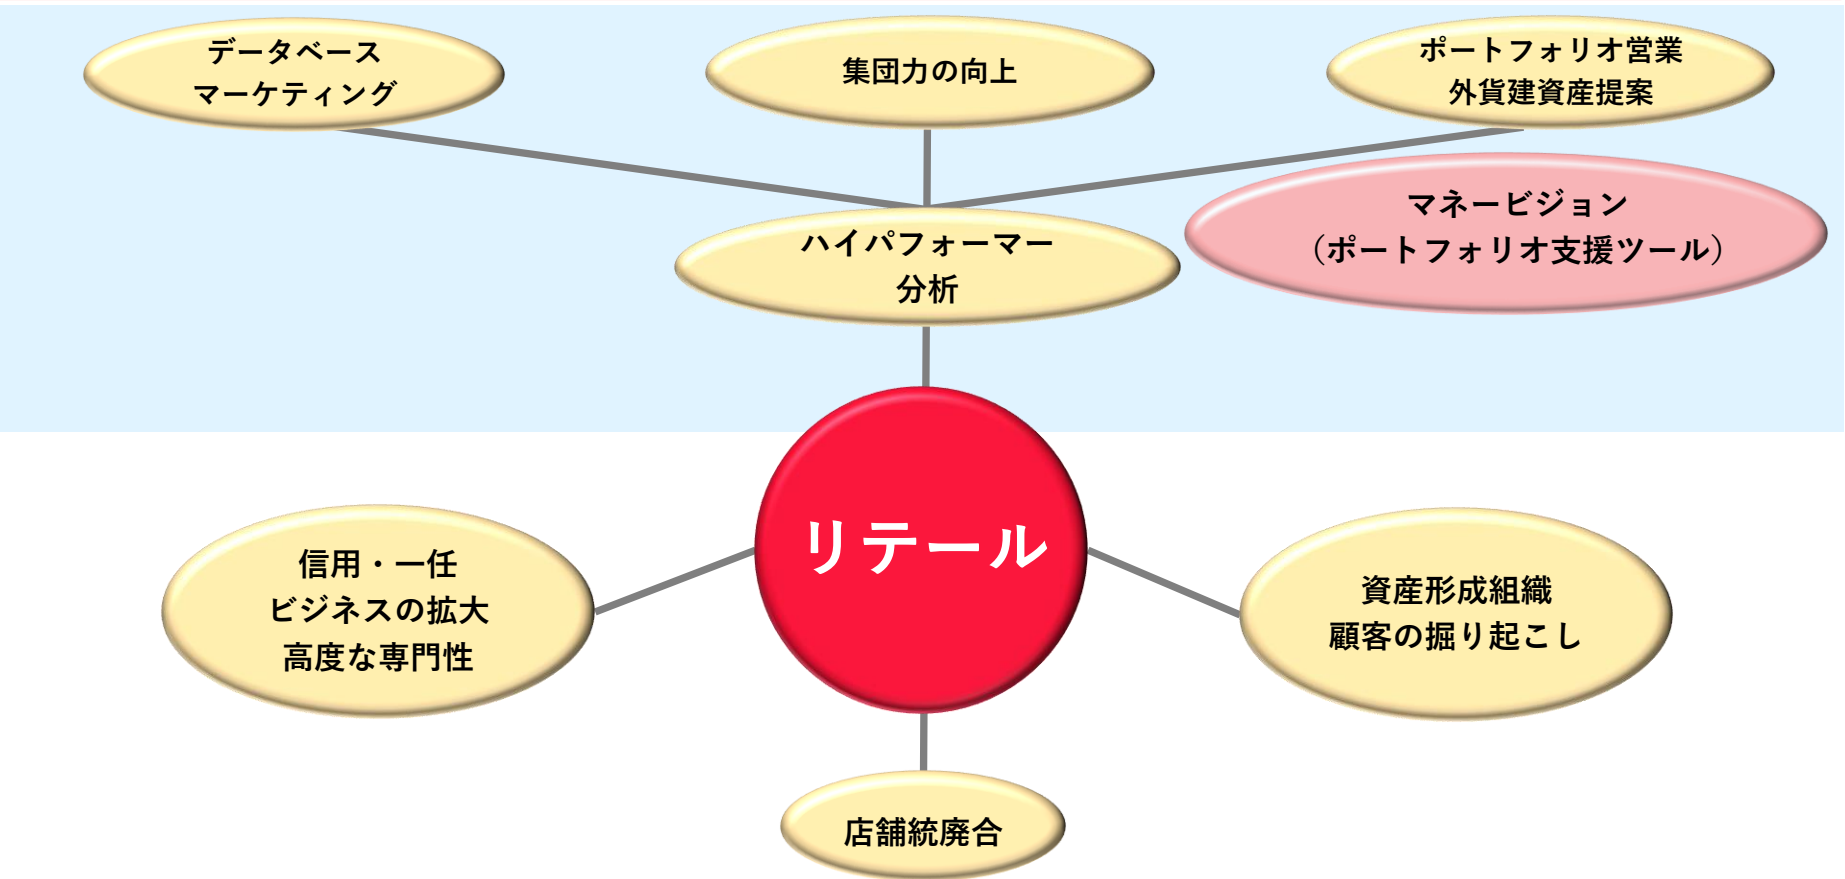 データベース
マーケティング
集団力の向上
ポートフォリオ営業
外貨建資産提案
マネービジョン
（ポートフォリオ支援ツール）
ハイパフォーマー
分析
リテール
信用・一任
ビジネスの拡大
高度な専門性
資産形成組織
顧客の掘り起こし
店舗統廃合